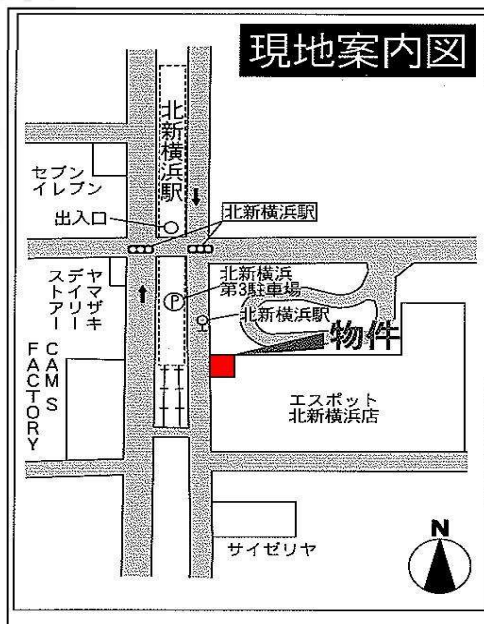 現地案内図
北新横浜駅
セブン
イレブン
出入口
北新横浜駅
ヤマザキ
デイリー
ストアー
北新横浜
第3駐車場
P
北新横浜駅
物件
CAM S
FACTORY
エスポット
北新横浜店
サイゼリヤ
N